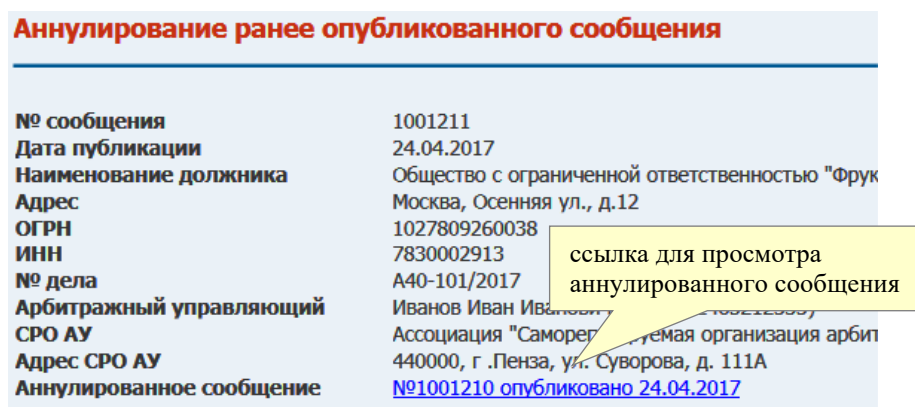 Аннулирование ранее опубликованного сообщения
№ сообщения 1001211
Дата публикации 24.04.2017
Наименование должника Общество с ограниченной ответственностью "Фрук
Адрес Москва, Осенняя ул., д.12
ОГРН 1027809260038
ИНН 7830002913
ссылка для просмотра
аннулированного сообщения
№ дела А40-101/2017
Арбитражный управляющий Иванов Иван
СРО АУ Ассоциация организация арбит
Адрес СРО АУ 440000, г .Пенза, ул. Суворова, д. 111А
Аннулированное сообщение №1001210 опубликовано 24.04.2017